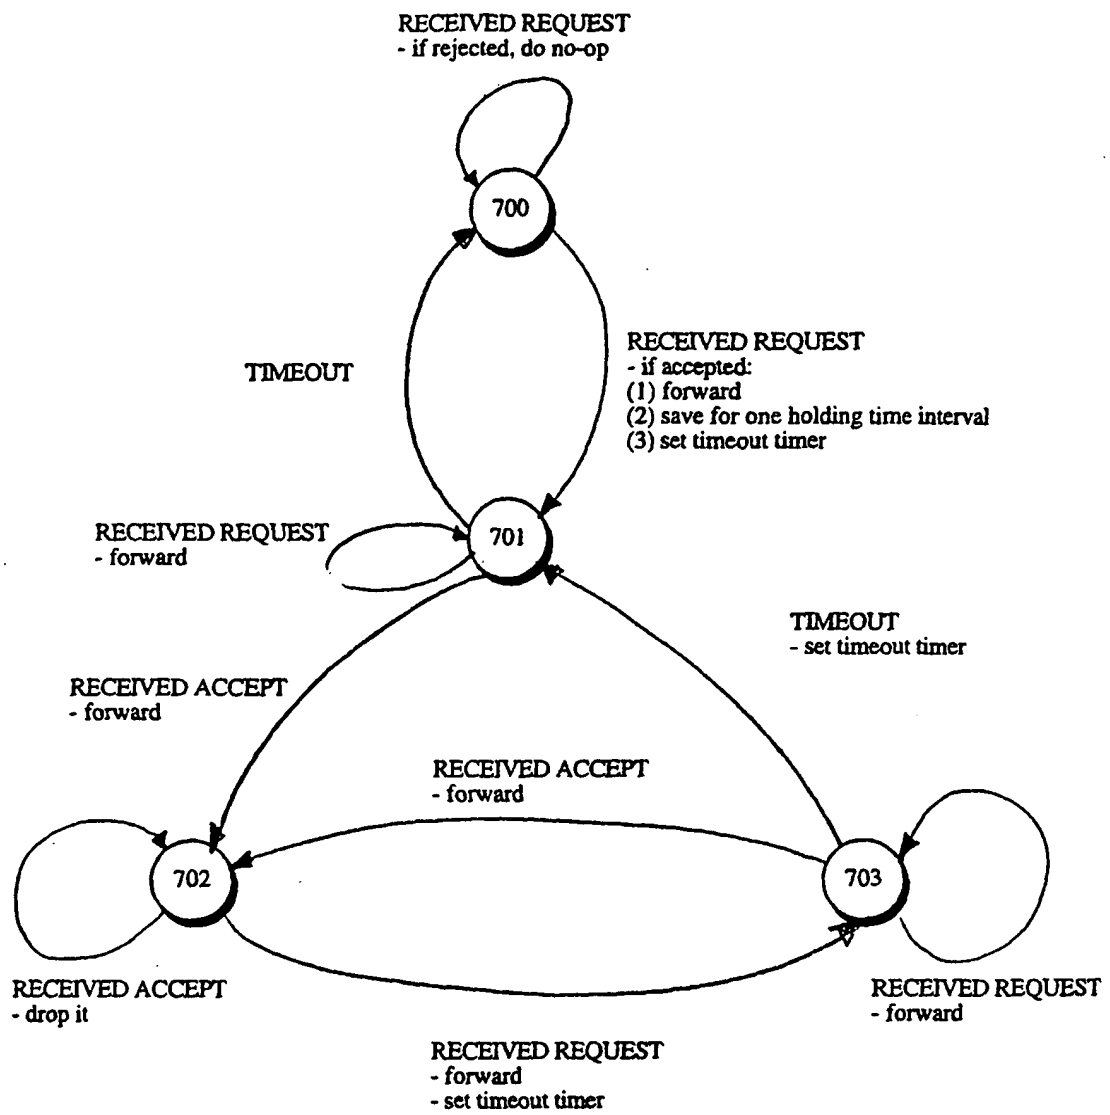 RECEIVED REQUEST
- if rejected, do no-op
700
RECEIVED REQUEST
- if accepted:
(1) forward
(2) save for one holding time interval
(3) set timeout timer
TIMEOUT
RECEIVED REQUEST
- forward
701
TIMEOUT
- set timeout timer
RECEIVED ACCEPT
- forward
RECEIVED ACCEPT
- forward
702
703
RECEIVED ACCEPT
- drop it
RECEIVED REQUEST
- forward
RECEIVED REQUEST
- forward
- set timeout timer